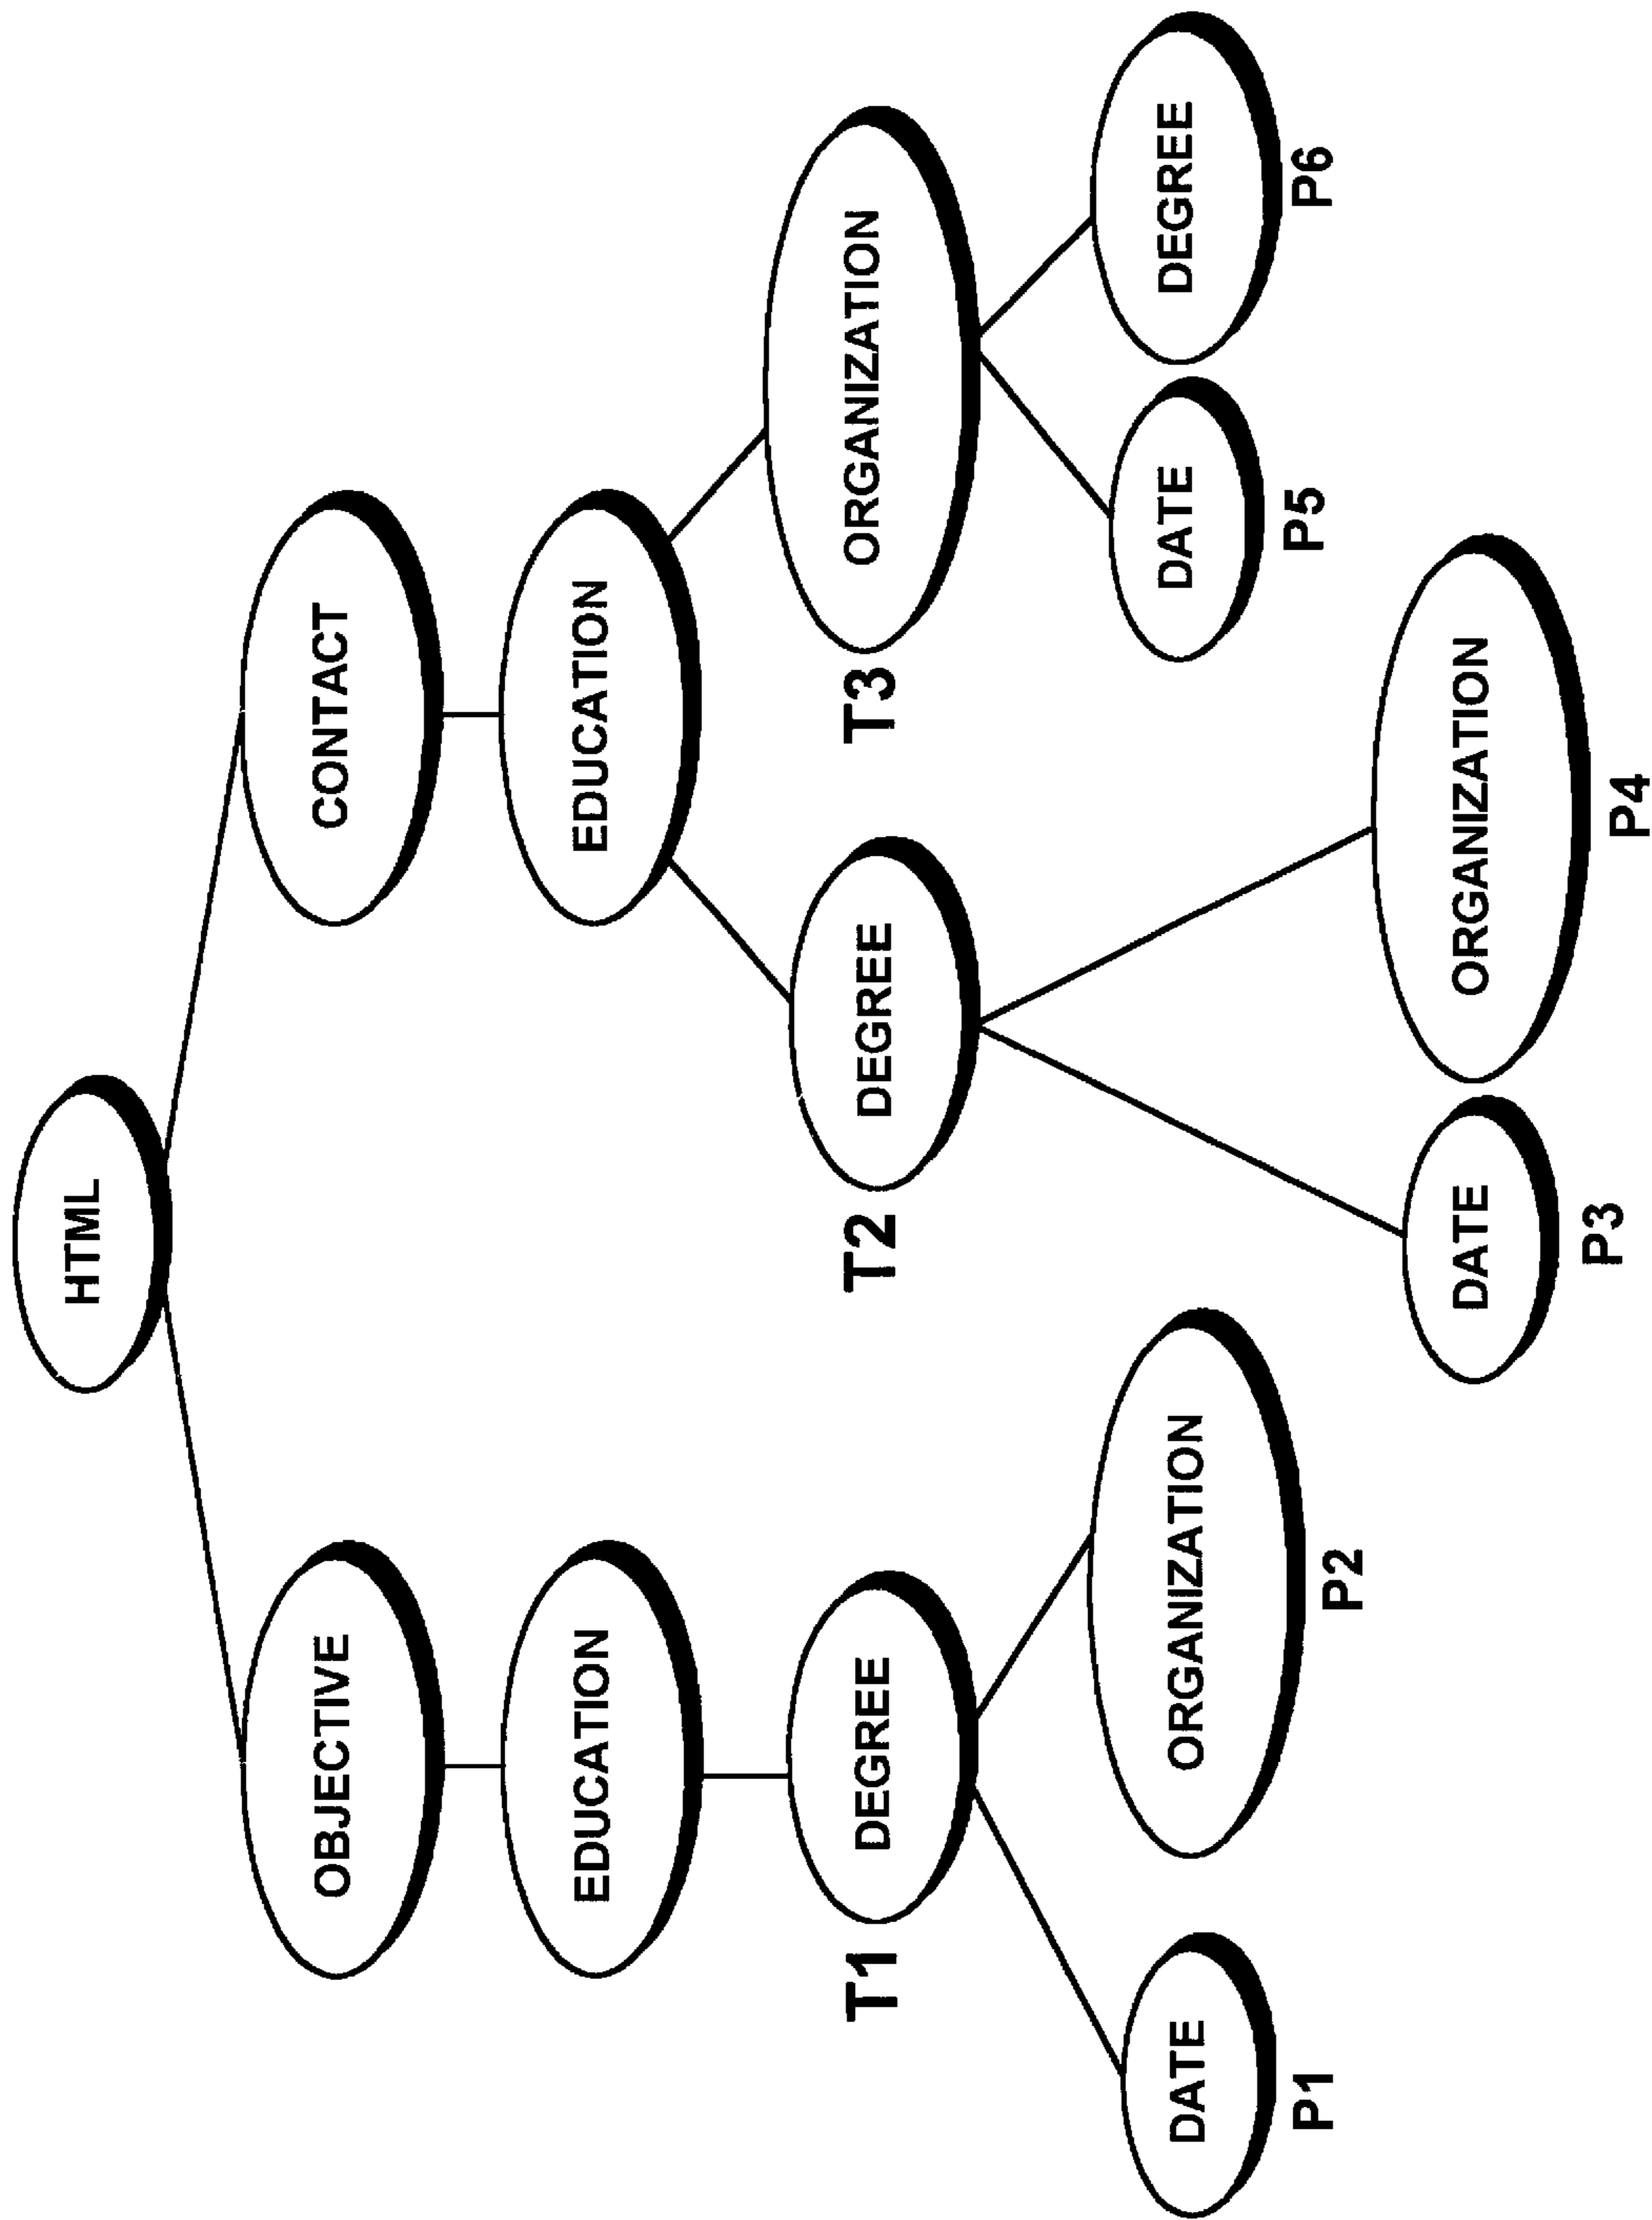 HTML
OBJECTIVE
CONTACT
EDUCATION
EDUCATION
T1
DEGREE
T2
DEGREE
T3
ORGANIZATION
DATE
ORGANIZATION
DATE
DEGREE
P1
P2
P5
P6
DATE
ORGANIZATION
P3
P4